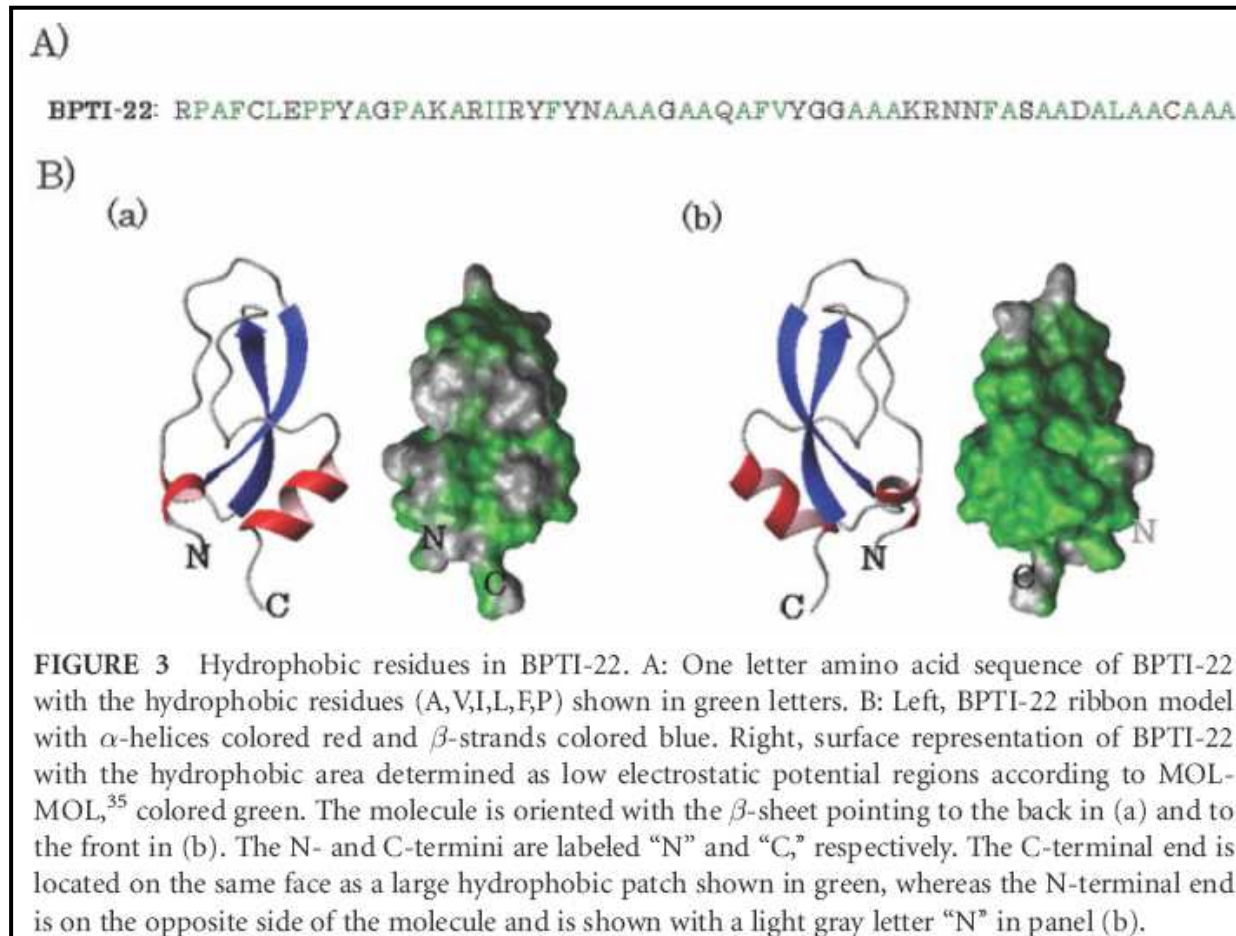 A)
BPTI-22: RPAFCLEPPYAGPAKARIIRYFYNAAAGAAQAFVYGGAAAKRNNFASAADALAACAAA
B)
(a) (b)
N C N C
C N C N
FIGURE 3 Hydrophobic residues in BPTI-22. A: One letter amino acid sequence of BPTI-22
with the hydrophobic residues (A,V,I,L,F,P) shown in green letters. B: Left, BPTI-22 ribbon model
with α-helices colored red and β-strands colored blue. Right, surface representation of BPTI-22
with the hydrophobic area determined as low electrostatic potential regions according to MOL-
MOL,³⁵ colored green. The molecule is oriented with the β-sheet pointing to the back in (a) and to
the front in (b). The N- and C-termini are labeled “N” and “C,” respectively. The C-terminal end is
located on the same face as a large hydrophobic patch shown in green, whereas the N-terminal end
is on the opposite side of the molecule and is shown with a light gray letter “N” in panel (b).